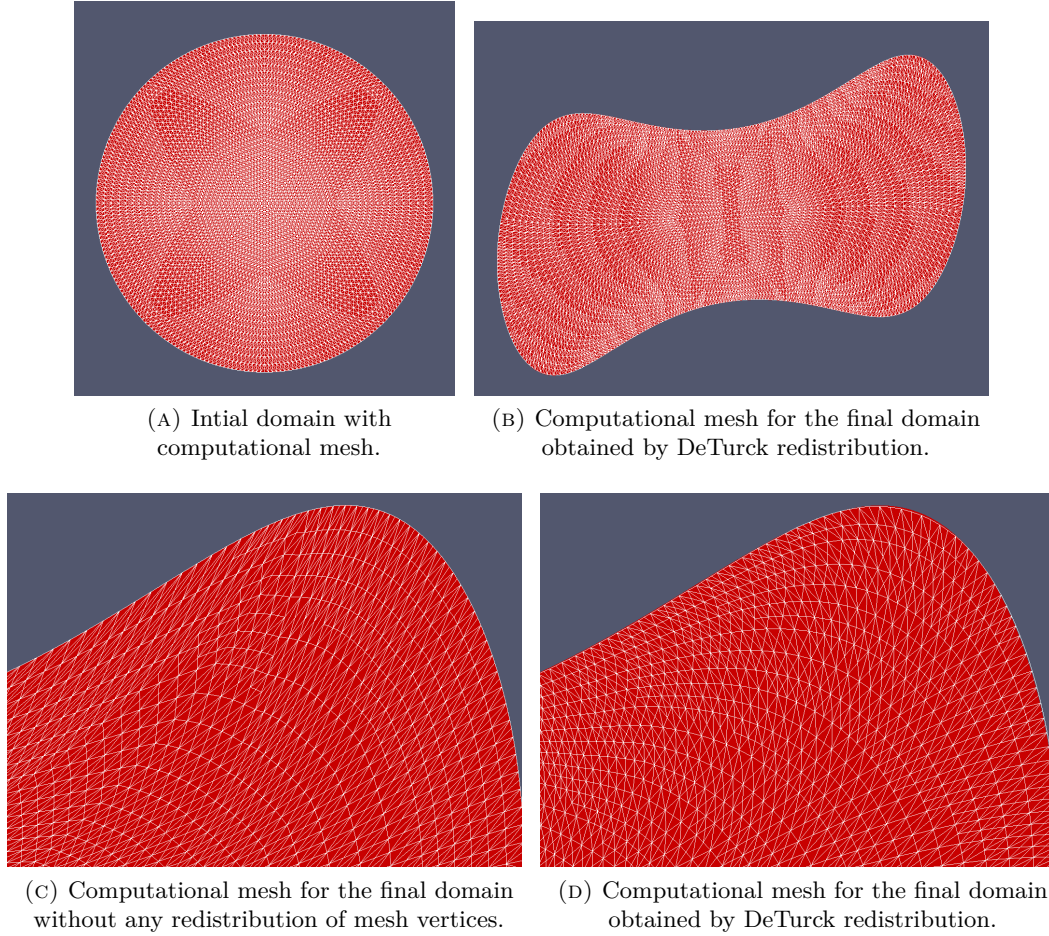 (A) Intial domain with
computational mesh.
(B) Computational mesh for the final domain
obtained by DeTurck redistribution.
(C) Computational mesh for the final domain
without any redistribution of mesh vertices.
(D) Computational mesh for the final domain
obtained by DeTurck redistribution.